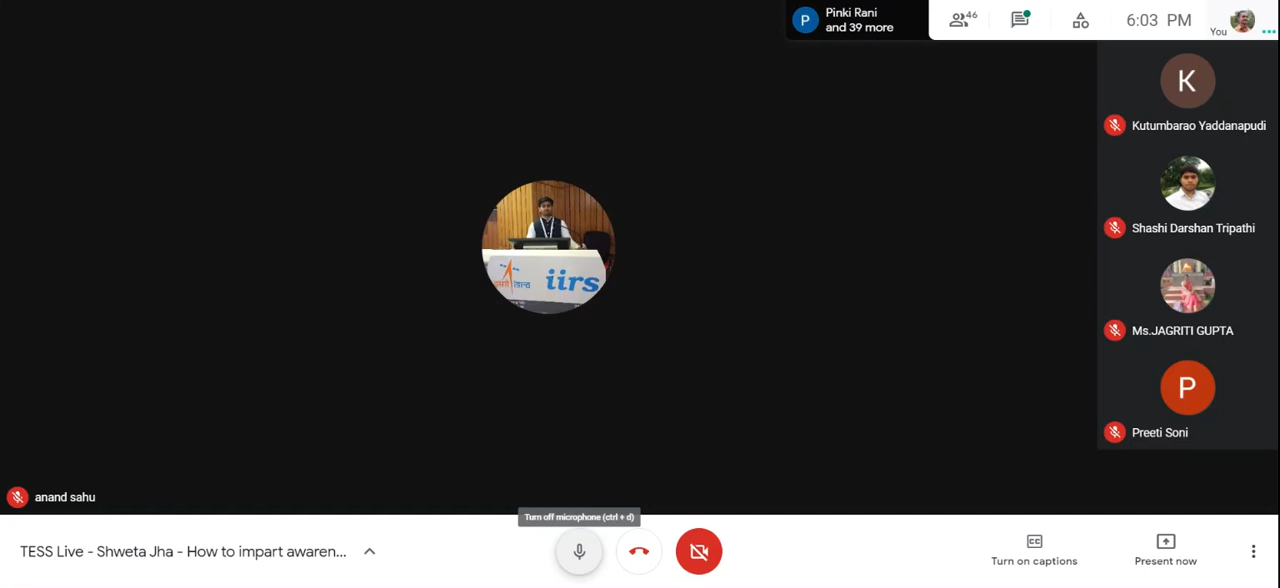 P
Pinki Rani
and 39 more
46
6:03 PM
You
K
Kutumbarao Yaddanapudi
Shashi Darshan Tripathi
Ms.JAGRITI GUPTA
P
Preeti Soni
iirs
anand sahu
Turn off microphone (ctrl + d)
TESS Live - Shweta Jha - How to impart awaren...
CC
Turn on captions
Present now